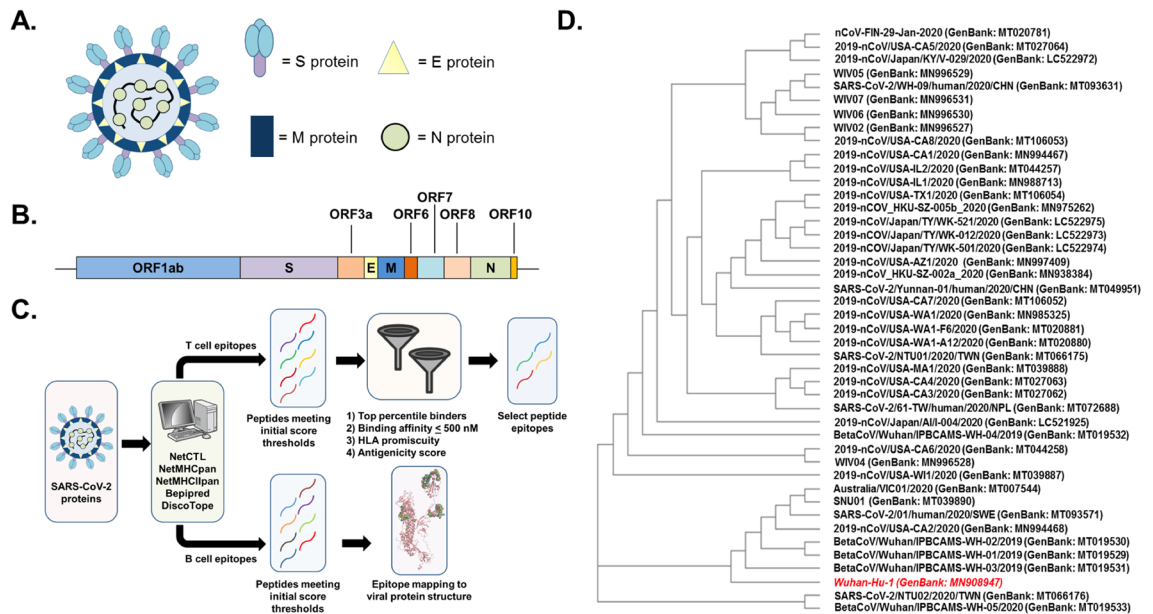 A.
= S protein
= E protein
= M protein
= N protein
B.
ORF3a
ORF6
ORF7
ORF8
ORF10
ORF1ab
S
E
M
N
C.
T cell epitopes
SARS-CoV-2
proteins
NetCTL
NetMHCpan
NetMHCIIpan
Bepipred
DiscoTope
B cell epitopes
Peptides meeting
initial score
thresholds
1) Top percentile binders
2) Binding affinity ≤ 500 nM
3) HLA promiscuity
4) Antigenicity score
Select peptide
epitopes
Peptides meeting
initial score
thresholds
Epitope mapping to
viral protein structure
D.
nCoV-FIN-29-Jan-2020 (GenBank: MT020781)
2019-nCoV/USA-CA5/2020 (GenBank: MT027064)
2019-nCoV/Japan/KY/V-029/2020 (GenBank: LC522972)
WIV05 (GenBank: MN996529)
SARS-CoV-2/WH-09/human/2020/CHN (GenBank: MT093631)
WIV07 (GenBank: MN996531)
WIV06 (GenBank: MN996530)
WIV02 (GenBank: MN996527)
2019-nCoV/USA-CA8/2020 (GenBank: MT106053)
2019-nCoV/USA-CA1/2020 (GenBank: MN994467)
2019-nCoV/USA-IL2/2020 (GenBank: MT044257)
2019-nCoV/USA-IL1/2020 (GenBank: MN988713)
2019-nCoV/USA-TX1/2020 (GenBank: MT106054)
2019-nCOV_HKU-SZ-005b_2020 (GenBank: MN975262)
2019-nCoV/Japan/TY/WK-521/2020 (GenBank: LC522975)
2019-nCOV/Japan/TY/WK-012/2020 (GenBank: LC522973)
2019-nCOV/Japan/TY/WK-501/2020 (GenBank: LC522974)
2019-nCoV/USA-AZ1/2020 (GenBank: MN997409)
2019-nCoV_HKU-SZ-002a_2020 (GenBank: MN938384)
SARS-CoV-2/Yunnan-01/human/2020/CHN (GenBank: MT049951)
2019-nCoV/USA-CA7/2020 (GenBank: MT106052)
2019-nCoV/USA-WA1/2020 (GenBank: MN985325)
2019-nCoV/USA-WA1-F6/2020 (GenBank: MT020881)
2019-nCoV/USA-WA1-A12/2020 (GenBank: MT020880)
SARS-CoV-2/NTU01/2020/TWN (GenBank: MT066175)
2019-nCoV/USA-MA1/2020 (GenBank: MT039888)
2019-nCoV/USA-CA4/2020 (GenBank: MT027063)
2019-nCoV/USA-CA3/2020 (GenBank: MT027062)
SARS-CoV-2/61-TW/human/2020/NPL (GenBank: MT072688)
2019-nCoV/Japan/AI/I-004/2020 (GenBank: LC521925)
BetaCoV/Wuhan/IPBCAMS-WH-04/2019 (GenBank: MT019532)
2019-nCoV/USA-CA6/2020 (GenBank: MT044258)
WIV04 (GenBank: MN996528)
2019-nCoV/USA-WI1/2020 (GenBank: MT039887)
Australia/VIC01/2020 (GenBank: MT007544)
SNU01 (GenBank: MT039890)
SARS-CoV-2/01/human/2020/SWE (GenBank: MT093571)
2019-nCoV/USA-CA2/2020 (GenBank: MN994468)
BetaCoV/Wuhan/IPBCAMS-WH-02/2019 (GenBank: MT019530)
BetaCoV/Wuhan/IPBCAMS-WH-01/2019 (GenBank: MT019529)
BetaCoV/Wuhan/IPBCAMS-WH-03/2019 (GenBank: MT019531)
Wuhan-Hu-1 (GenBank: MN908947)
SARS-CoV-2/NTU02/2020/TWN (GenBank: MT066176)
BetaCoV/Wuhan/IPBCAMS-WH-05/2020 (GenBank: MT019533)